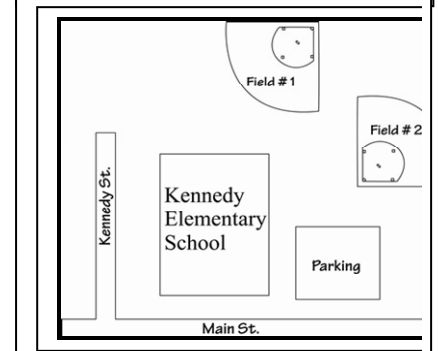 Field # 1
Field # 2
Kennedy St.
Kennedy
Elementary
School
Parking
Main St.